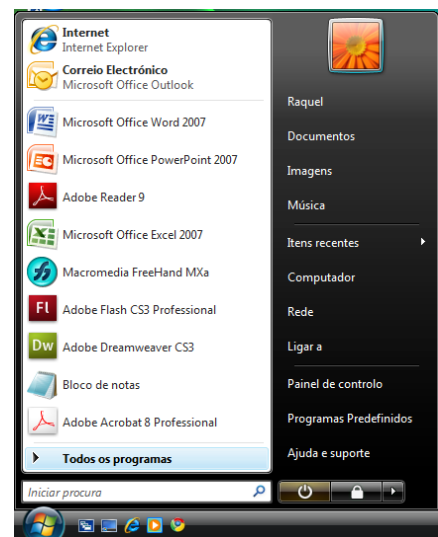 Internet
Internet Explorer
Correio Electrónico
Microsoft Office Outlook
Microsoft Office Word 2007
Microsoft Office PowerPoint 2007
Adobe Reader 9
Microsoft Office Excel 2007
Macromedia FreeHand MXa
Fl Adobe Flash CS3 Professional
Dw Adobe Dreamweaver CS3
Bloco de notas
Adobe Acrobat 8 Professional
Todos os programas
Iniciar procura
Raquel
Documentos
Imagens
Música
Itens recentes
Computador
Rede
Ligar a
Painel de controlo
Programas Predefinidos
Ajuda e suporte